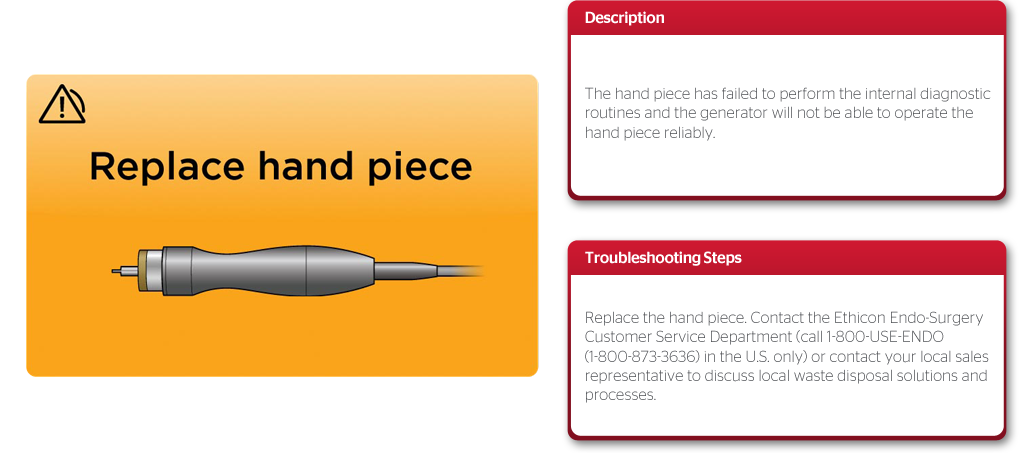 Replace hand piece
Description
The hand piece has failed to perform the internal diagnostic
routines and the generator will not be able to operate the
hand piece reliably.
Troubleshooting Steps
Replace the hand piece. Contact the Ethicon Endo-Surgery
Customer Service Department (call 1-800-USE-ENDO
(1-800-873-3636) in the U.S. only) or contact your local sales
representative to discuss local waste disposal solutions and
processes.